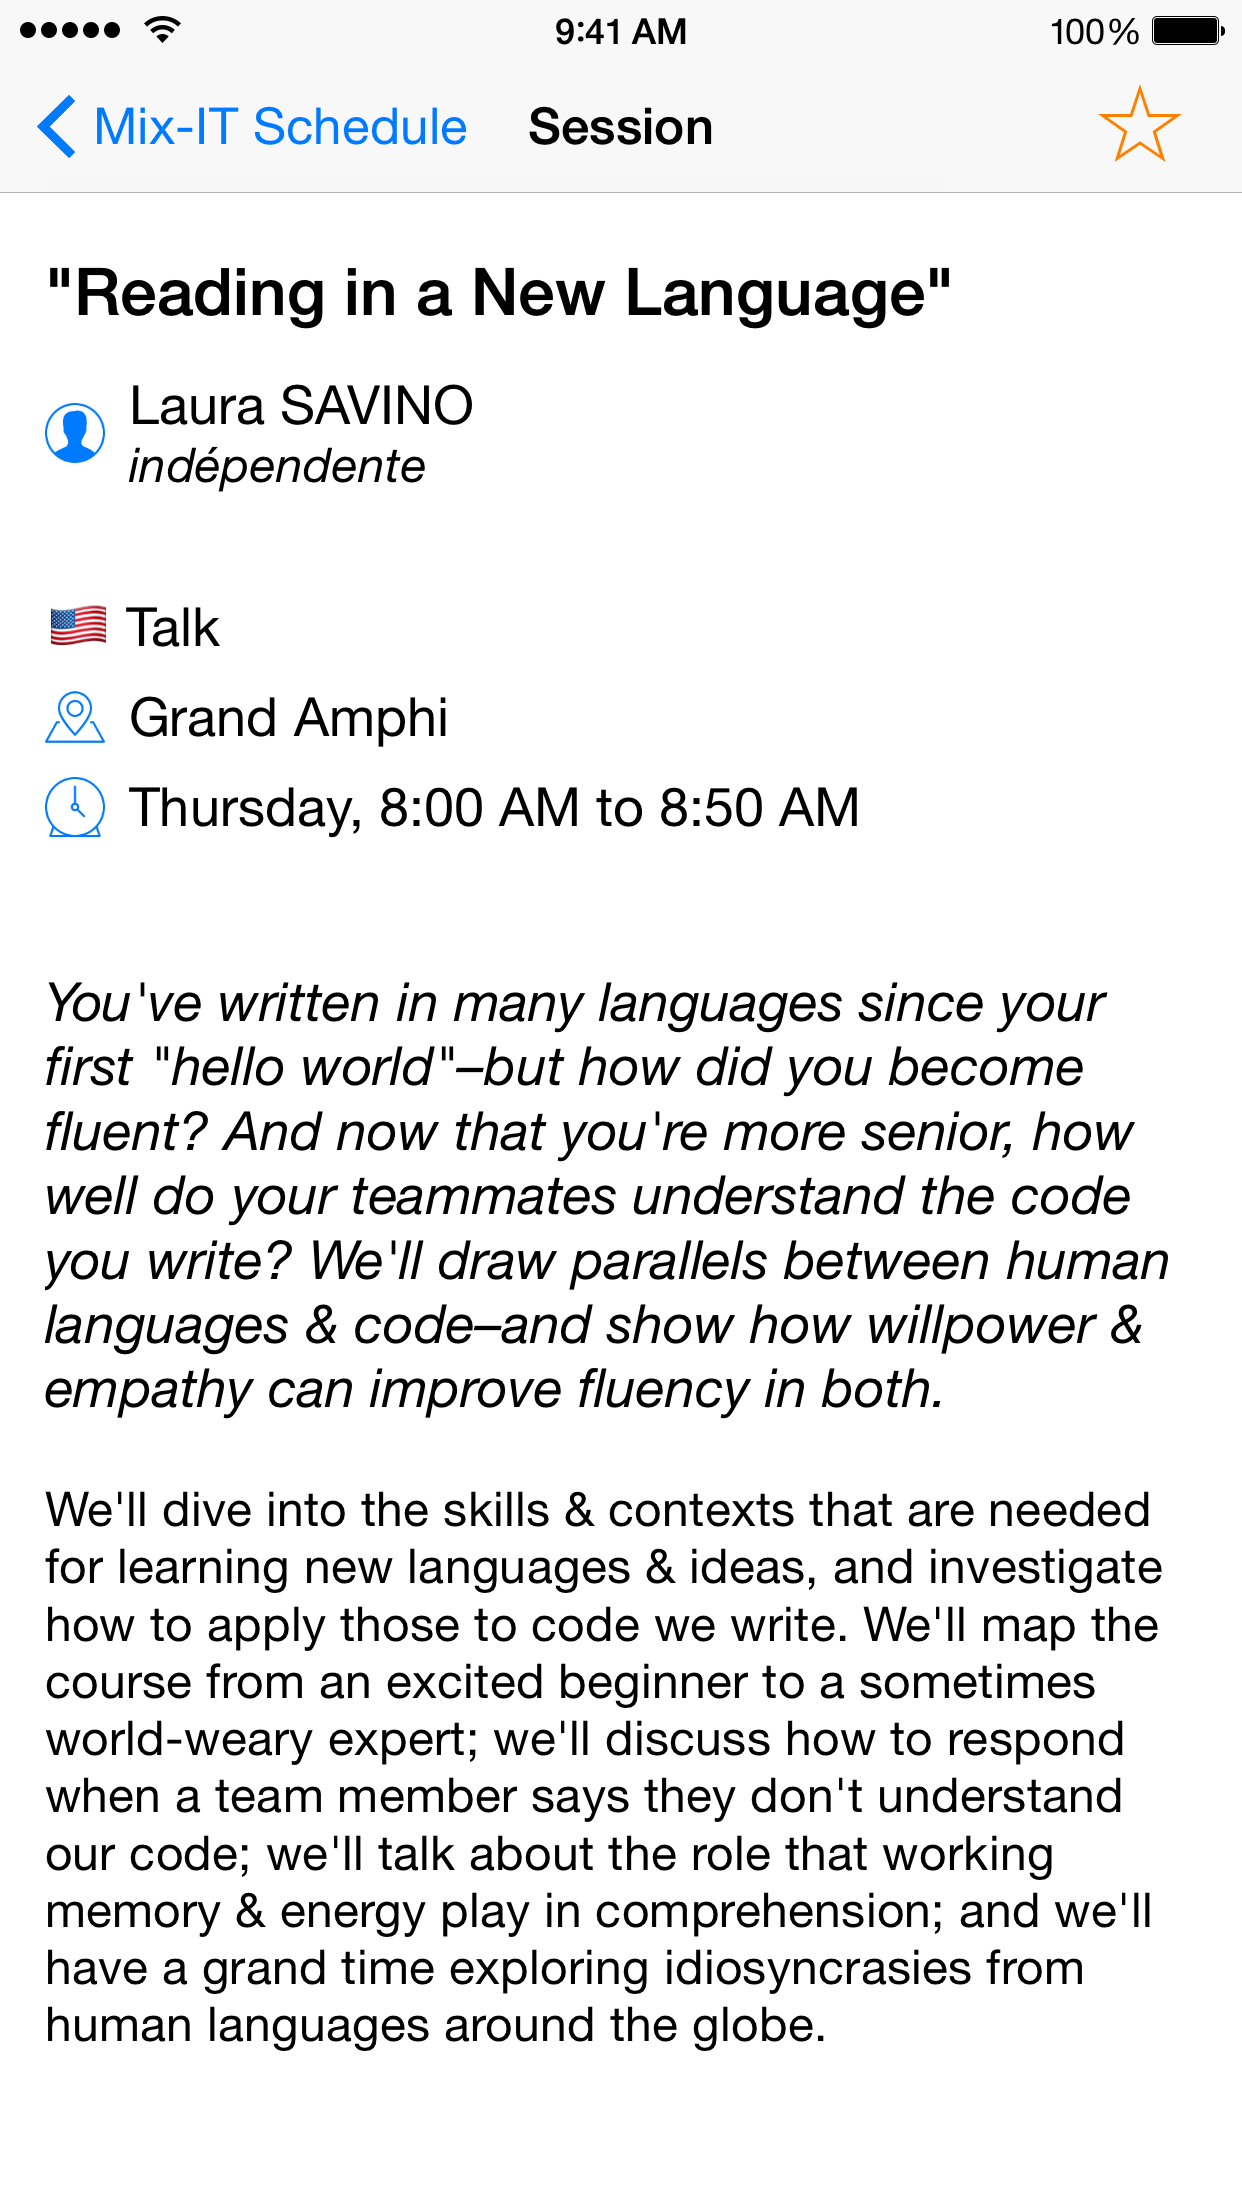 9:41 AM
100%
Mix-IT Schedule
Session
"Reading in a New Language"
Laura SAVINO
indépendente
Talk
Grand Amphi
Thursday, 8:00 AM to 8:50 AM
You've written in many languages since your
first "hello world"–but how did you become
fluent? And now that you're more senior, how
well do your teammates understand the code
you write? We'll draw parallels between human
languages & code–and show how willpower &
empathy can improve fluency in both.
We'll dive into the skills & contexts that are needed
for learning new languages & ideas, and investigate
how to apply those to code we write. We'll map the
course from an excited beginner to a sometimes
world-weary expert; we'll discuss how to respond
when a team member says they don't understand
our code; we'll talk about the role that working
memory & energy play in comprehension; and we'll
have a grand time exploring idiosyncrasies from
human languages around the globe.